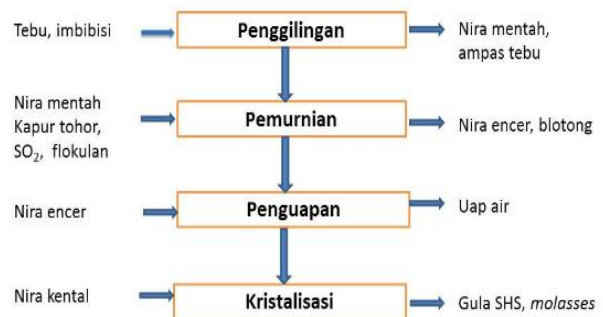 Tebu, imbibisi
Penggilingan
Nira mentah,
ampas tebu
Nira mentah
Kapur tohor,
SO₂, flokulan
Pemurnian
Nira encer, blotong
Nira encer
Penguapan
Uap air
Nira kental
Kristalisasi
Gula SHS, molasses